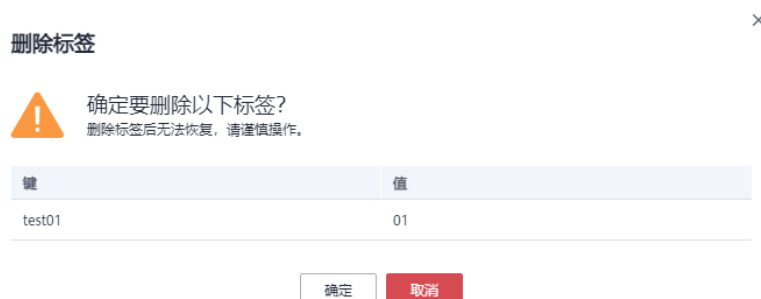 删除标签
确定要删除以下标签?
删除标签后无法恢复，请谨慎操作。
键 值
test01 01
确定 取消